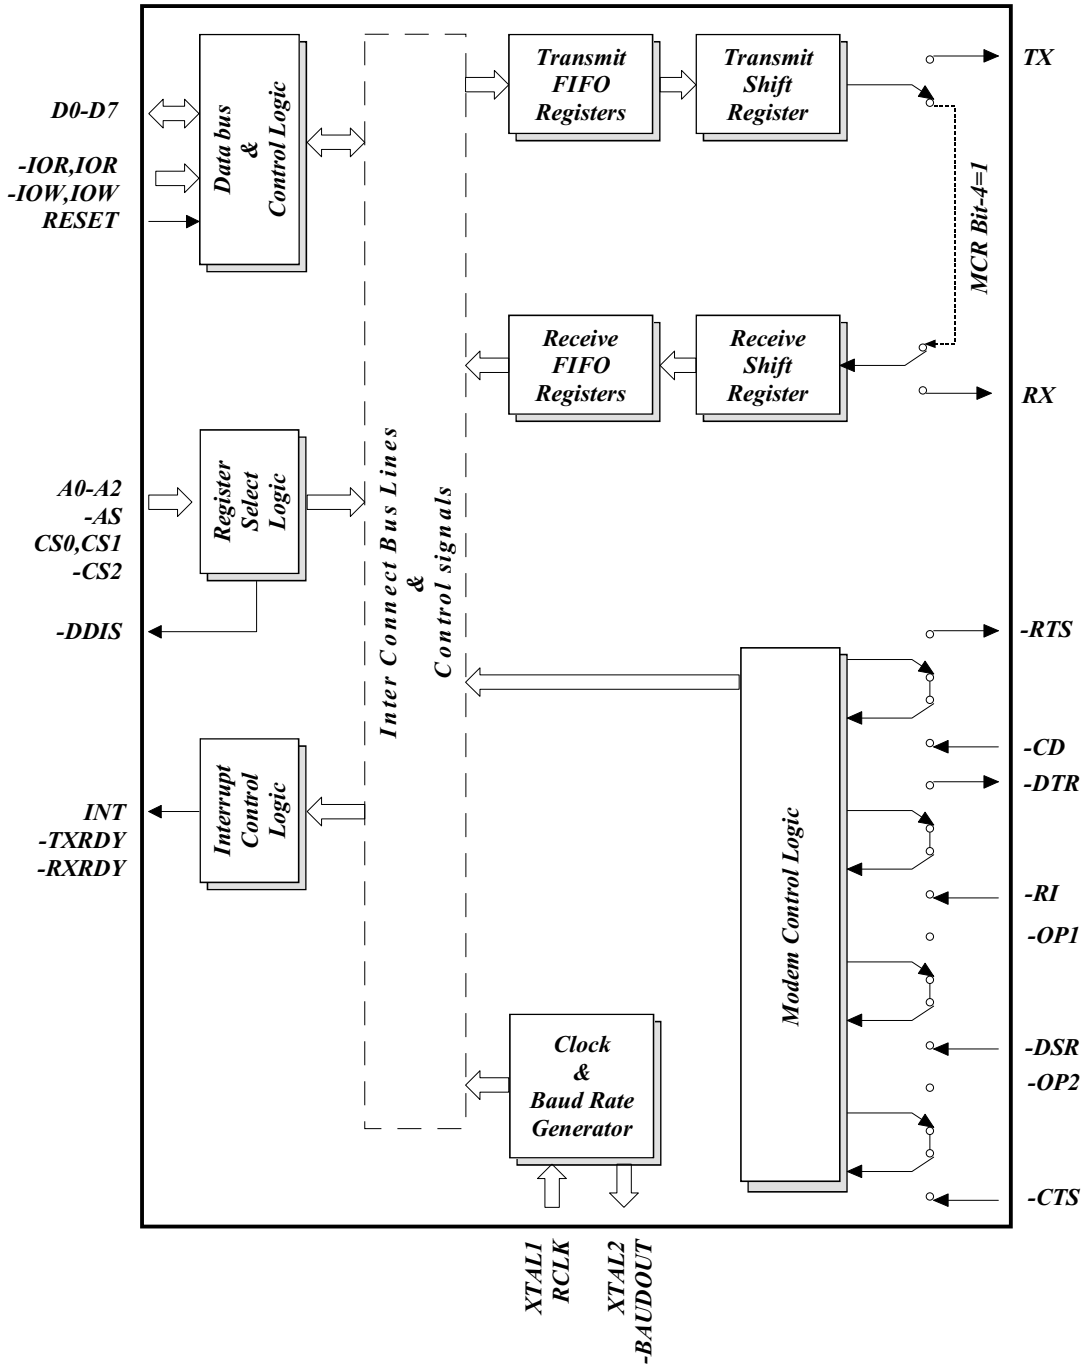 D0-D7
-IOR,IOR
-IOW,IOW
RESET
Data bus
&
Control Logic
A0-A2
-AS
CS0,CS1
-CS2
Register
Select
Logic
-DDIS
INT
-TXRDY
-RXRDY
Interrupt
Control
Logic
Inter Connect Bus Lines
&
Control signals
Transmit
FIFO
Registers
Transmit
Shift
Register
TX
MCR Bit-4=1
Receive
FIFO
Registers
Receive
Shift
Register
RX
Modem Control Logic
-RTS
-CD
-DTR
-RI
-OP1
-DSR
-OP2
-CTS
Clock
&
Baud Rate
Generator
XTAL1
RCLK
XTAL2
-BAUDOUT